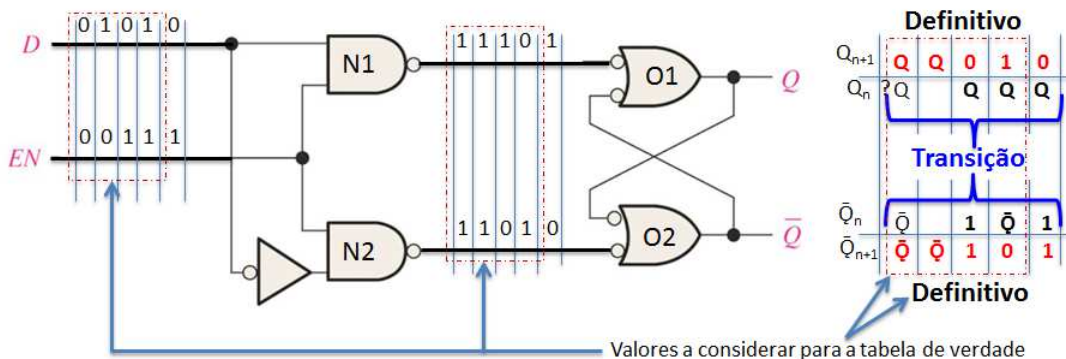 Definitivo
0 1 0 1 0
D
N1
1 1 1 0 1
O1
Q
Qn+1 Q Q 0 1 0
Qn ? Q Q Q Q
0 0 1 1 1
EN
Transição
N2
1 1 0 1 0
O2
Q̄
Q̄n Q̄ 1 Q̄ 1
Q̄n+1 Q̄ Q̄ 1 0 1
Definitivo
Valores a considerar para a tabela de verdade